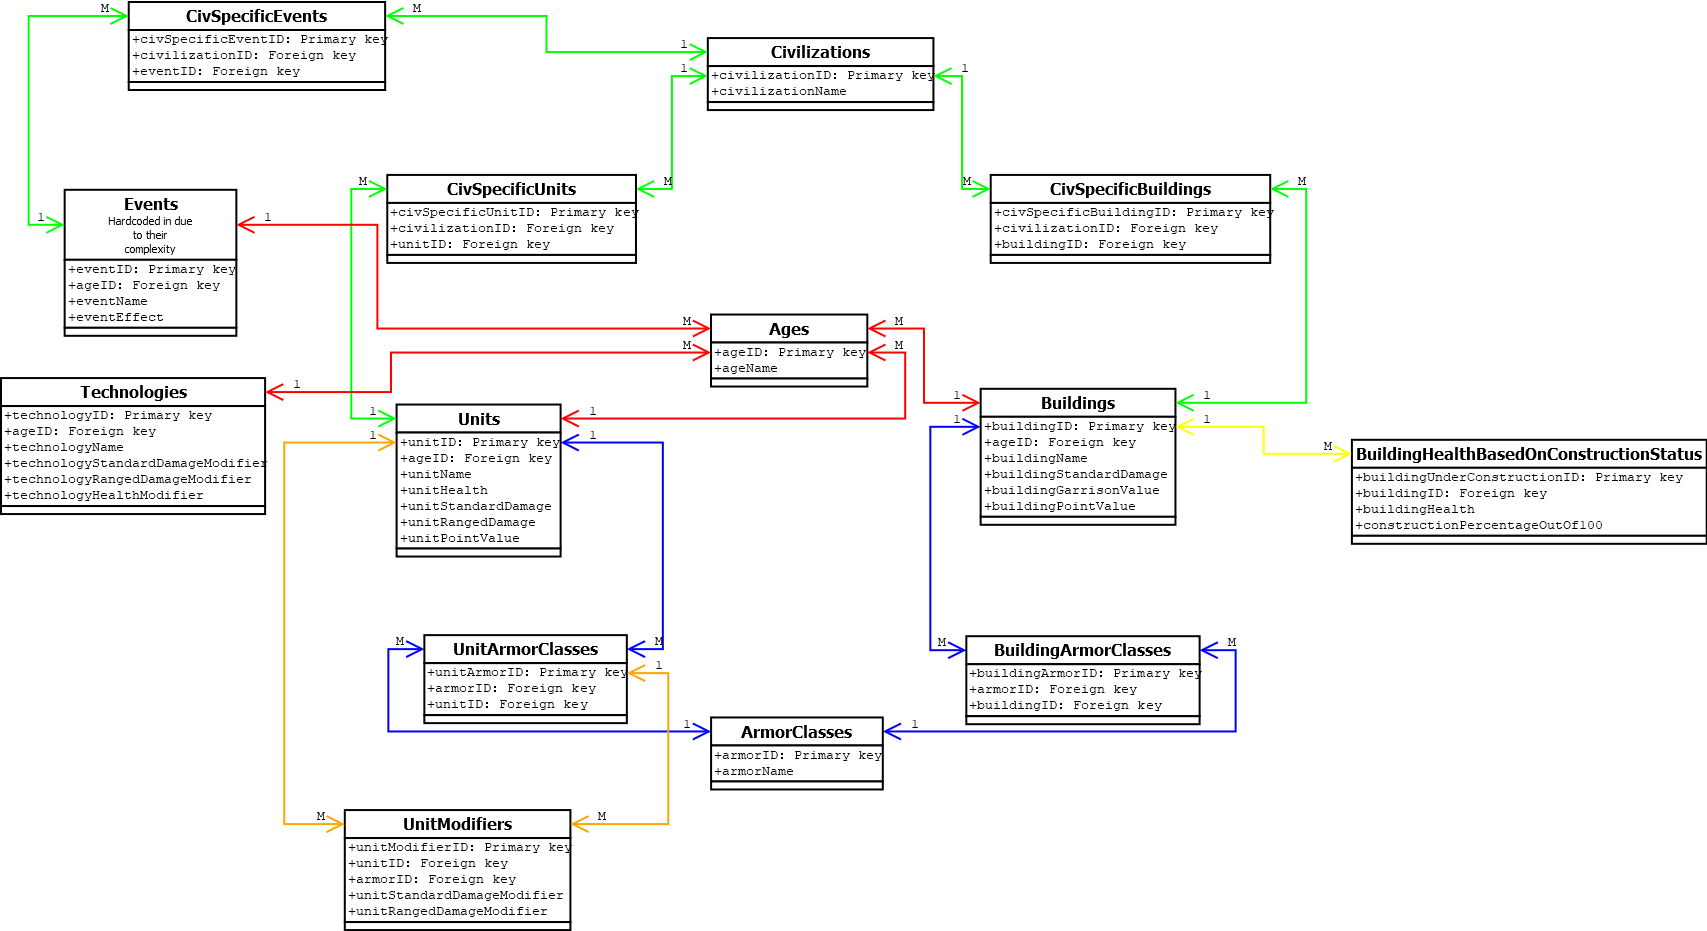 CivSpecificEvents
+civSpecificEventID: Primary key
+civilizationID: Foreign key
+eventID: Foreign key
M
M
1
1
1
Civilizations
+civilizationID: Primary key
+civilizationName
M
M
M
M
CivSpecificUnits
+civSpecificUnitID: Primary key
+civilizationID: Foreign key
+unitID: Foreign key
CivSpecificBuildings
+civSpecificBuildingID: Primary key
+civilizationID: Foreign key
+buildingID: Foreign key
1
1
Events
Hardcoded in due
to their
complexity
+eventID: Primary key
+ageID: Foreign key
+eventName
+eventEffect
M
M
M
M
Ages
+ageID: Primary key
+ageName
1
Technologies
+technologyID: Primary key
+ageID: Foreign key
+technologyName
+technologyStandardDamageModifier
+technologyRangedDamageModifier
+technologyHealthModifier
1
1
1
1
Units
+unitID: Primary key
+ageID: Foreign key
+unitName
+unitHealth
+unitStandardDamage
+unitRangedDamage
+unitPointValue
1
1
1
1
Buildings
+buildingID: Primary key
+ageID: Foreign key
+buildingName
+buildingStandardDamage
+buildingGarrisonValue
+buildingPointValue
M
BuildingHealthBasedOnConstructionStatus
+buildingUnderConstructionID: Primary key
+buildingID: Foreign key
+buildingHealth
+constructionPercentageOutOf100
M
M
1
UnitArmorClasses
+unitArmorID: Primary key
+armorID: Foreign key
+unitID: Foreign key
M
M
BuildingArmorClasses
+buildingArmorID: Primary key
+armorID: Foreign key
+buildingID: Foreign key
1
1
ArmorClasses
+armorID: Primary key
+armorName
M
M
UnitModifiers
+unitModifierID: Primary key
+unitID: Foreign key
+armorID: Foreign key
+unitStandardDamageModifier
+unitRangedDamageModifier